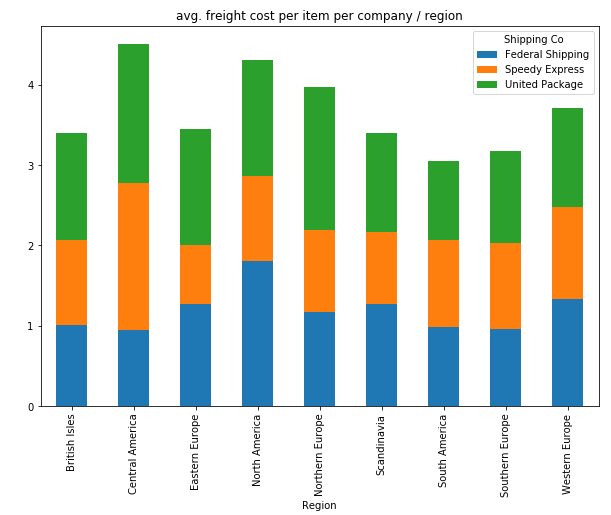 avg. freight cost per item per company / region
Shipping Co
Federal Shipping
Speedy Express
United Package
4
3
2
1
0
British Isles
Central America
Eastern Europe
North America
Northern Europe
Scandinavia
South America
Southern Europe
Western Europe
Region